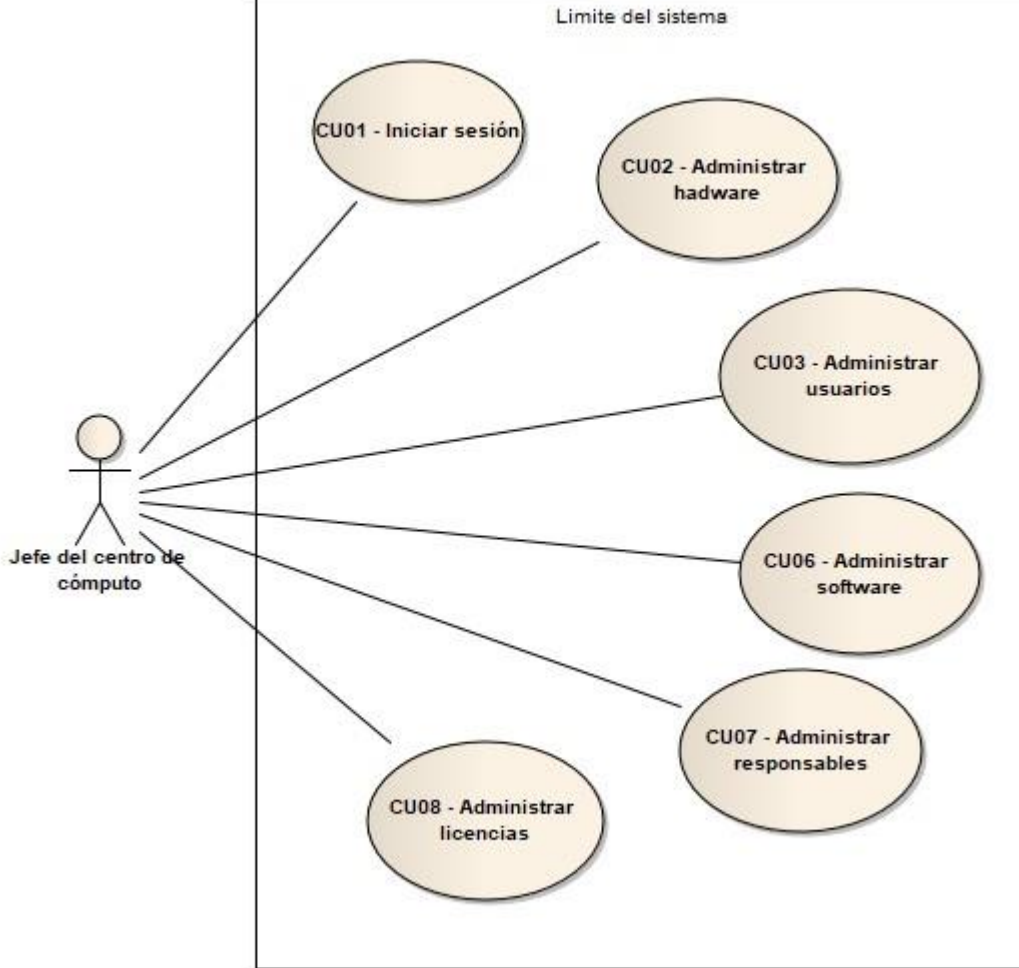 Limite del sistema
CU01 - Iniciar sesión
CU02 - Administrar
hadware
CU03 - Administrar
usuarios
Jefe del centro de
cómputo
CU06 - Administrar
software
CU07 - Administrar
responsables
CU08 - Administrar
licencias